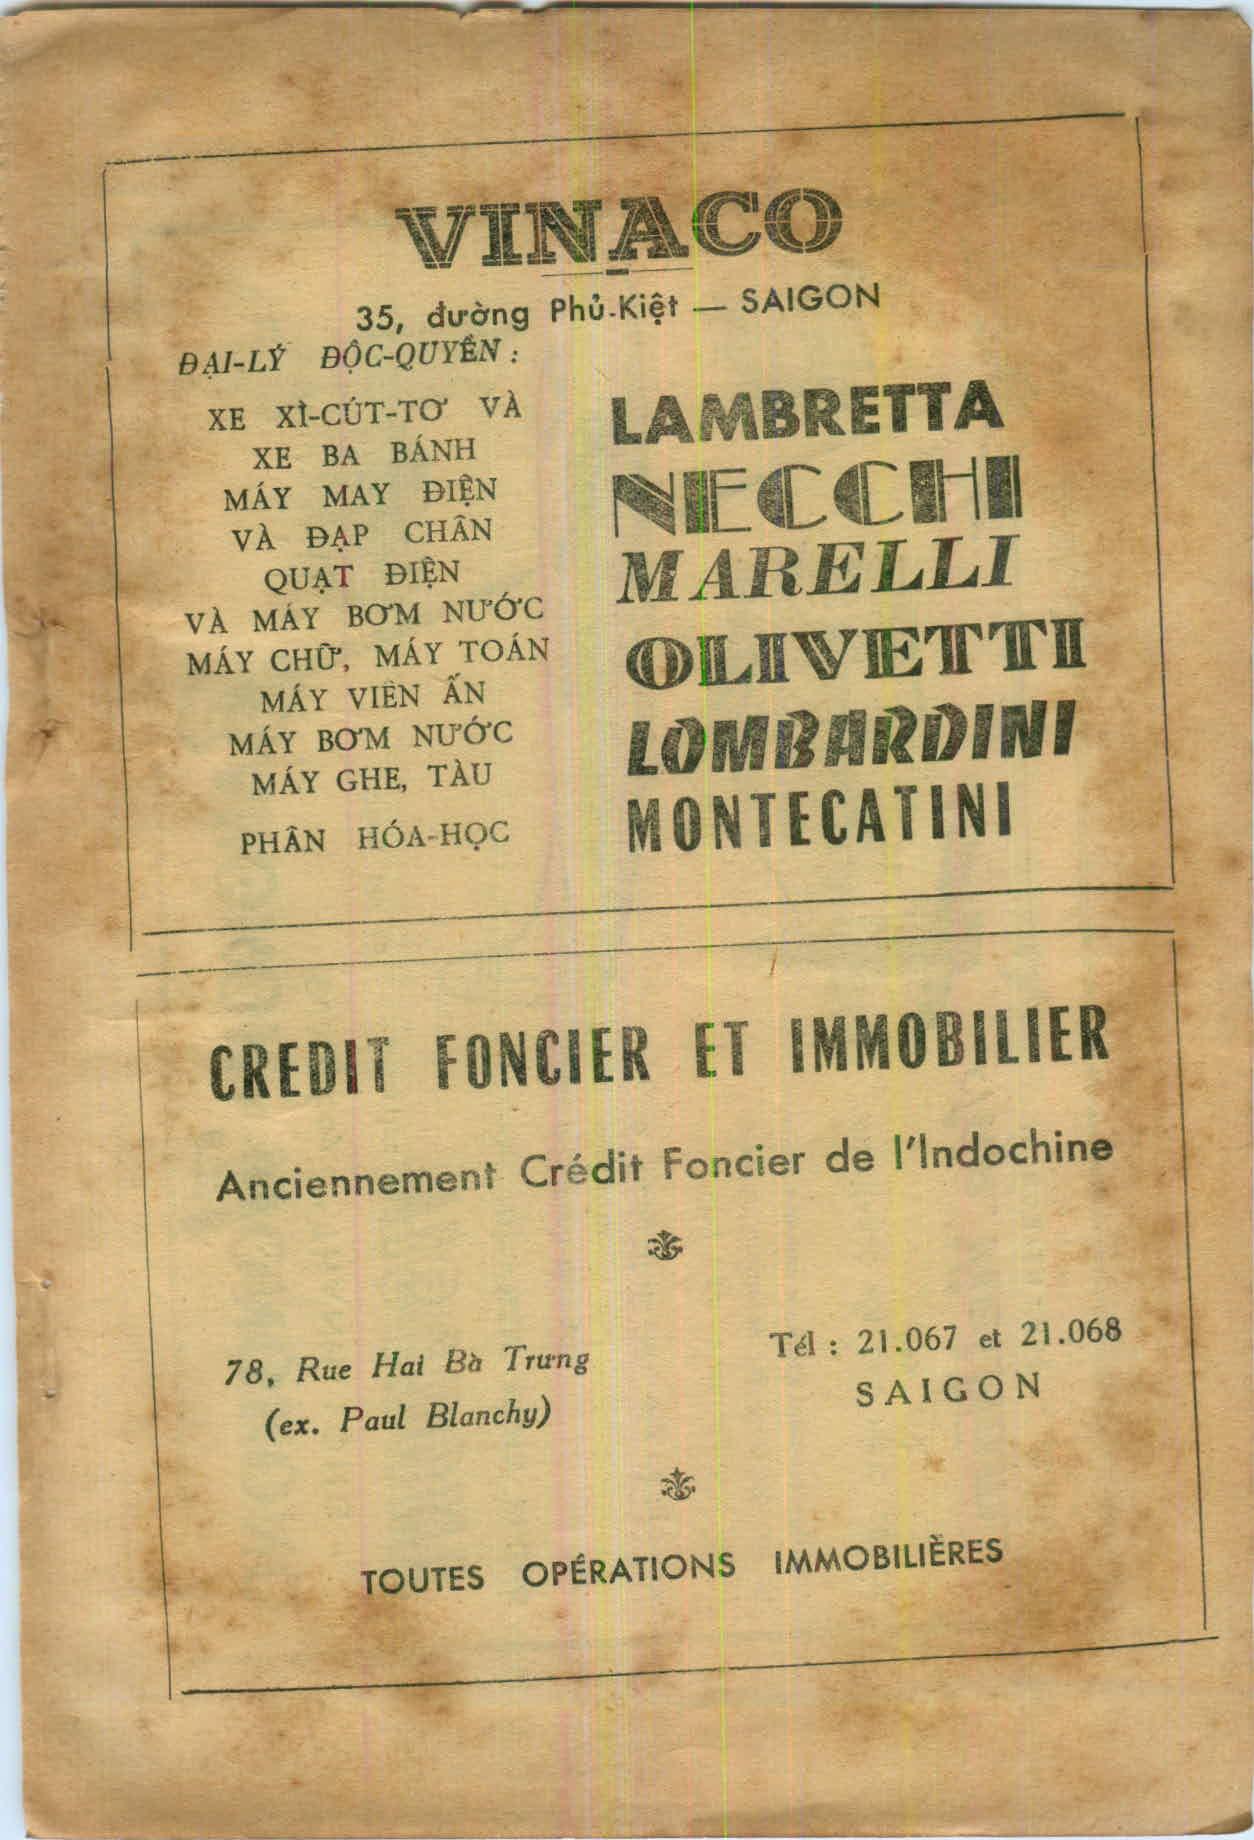 VINACO
35, đường Phủ-Kiệt — SAIGON
ĐẠI-LÝ ĐỘC-QUYỀN :
XE XÌ-CÚT-TƠ VÀ
XE BA BÁNH
LAMBRETTA
MÁY MAY ĐIỆN
VÀ ĐẠP CHÂN
NECCHI
QUẠT ĐIỆN
VÀ MÁY BƠM NƯỚC
MARELLI
MÁY CHỮ, MÁY TOÁN
MÁY VIỄN ẤN
OLIVETTI
MÁY BƠM NƯỚC
MÁY GHE, TÀU
LOMBARDINI
PHÂN HÓA-HỌC
MONTECATINI
CREDIT FONCIER ET IMMOBILIER
Anciennement Crédit Foncier de l'Indochine
78, Rue Hai Bà Trưng
(ex. Paul Blanchy)
Tél : 21.067 et 21.068
SAIGON
TOUTES OPÉRATIONS IMMOBILIÈRES